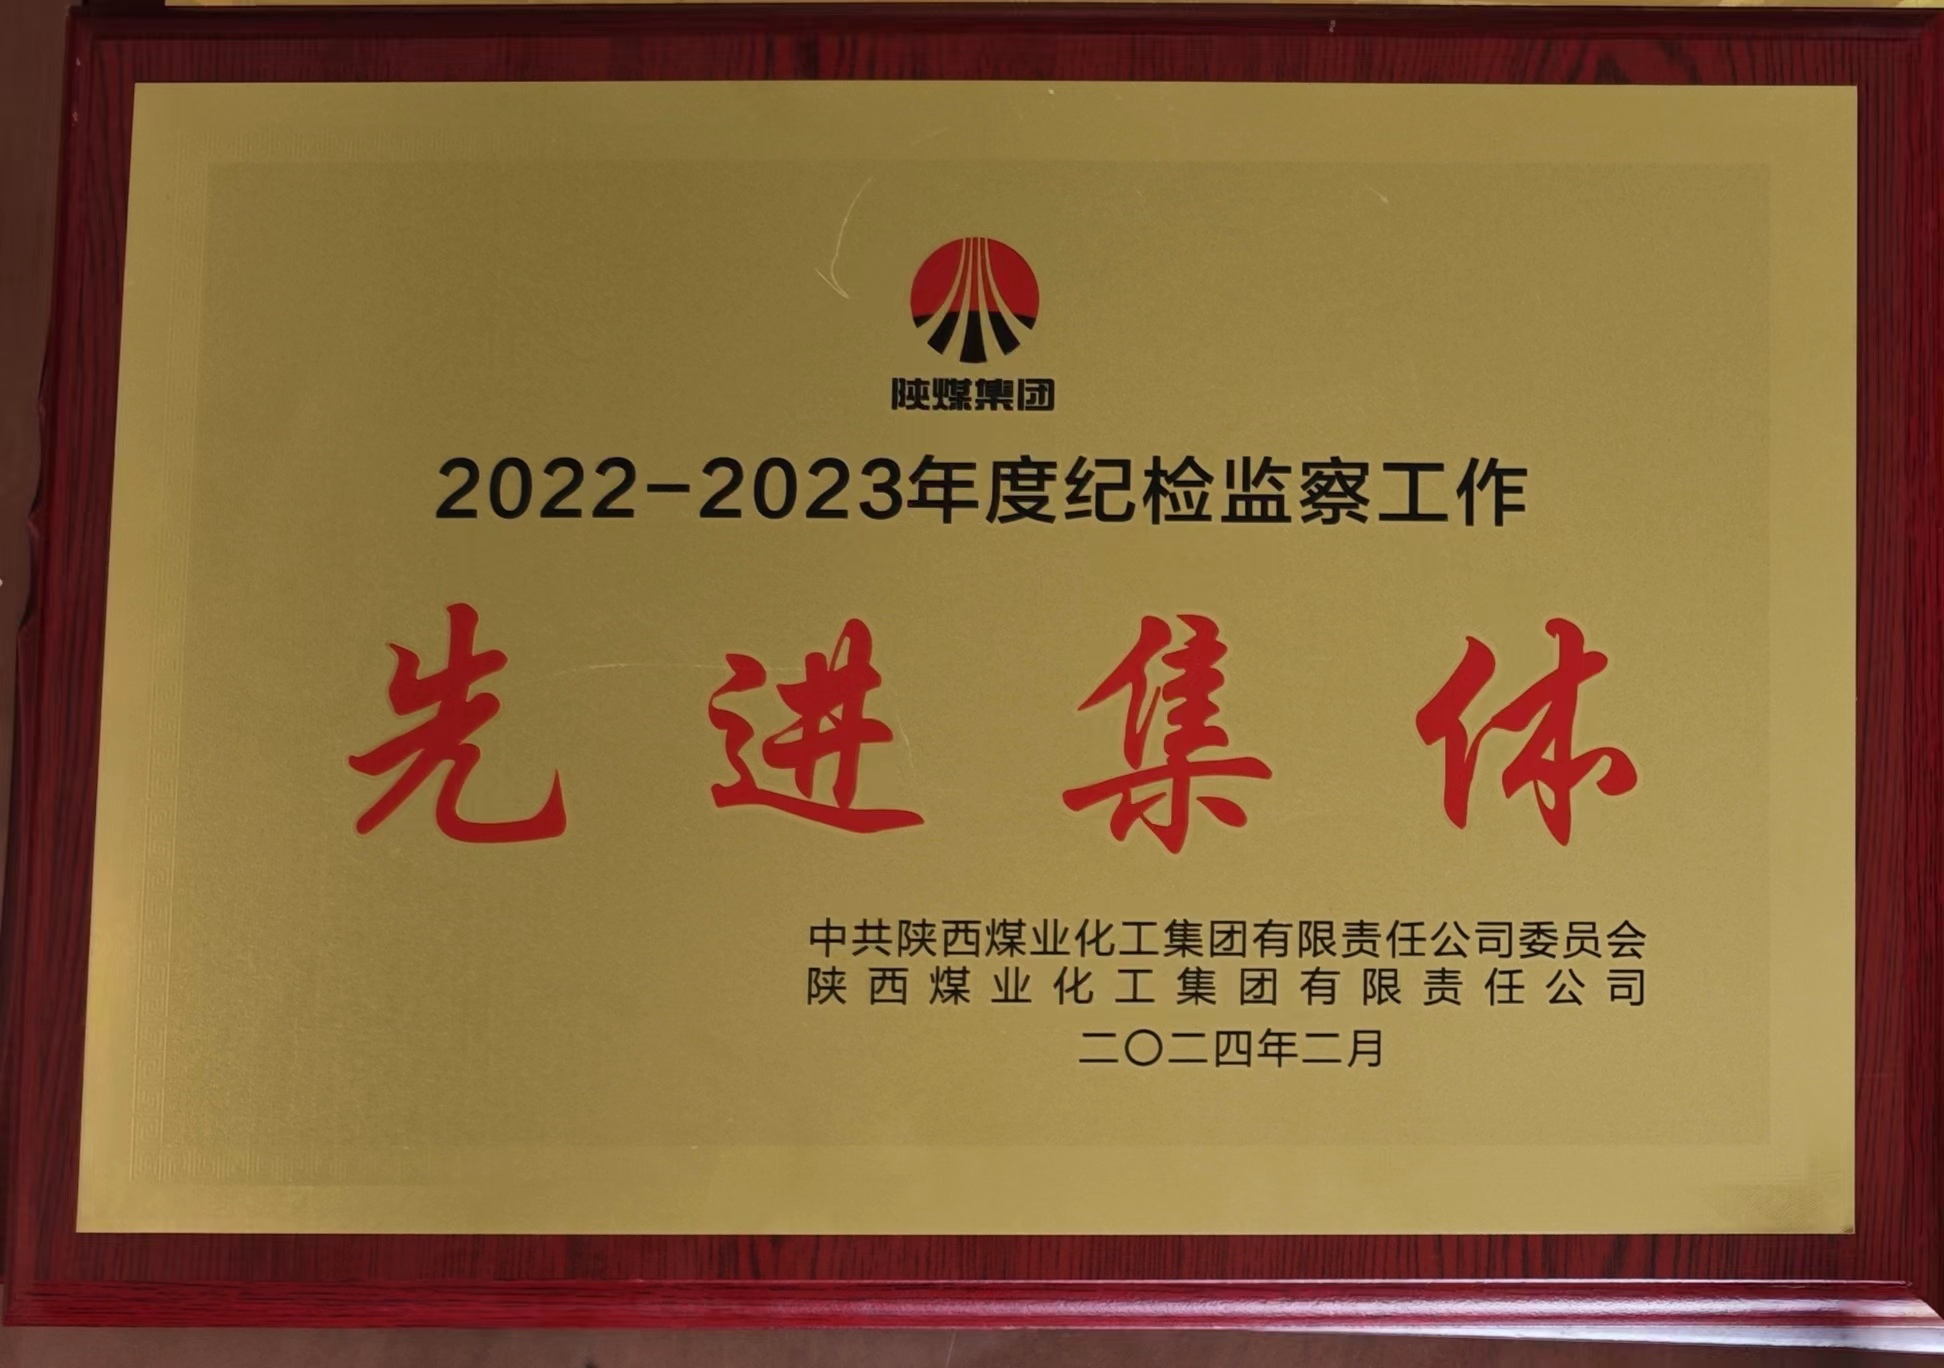 陕煤集团
2022-2023年度纪检监察工作
先进集体
中共陕西煤业化工集团有限责任公司委员会
陕西煤业化工集团有限责任公司
二〇二四年二月